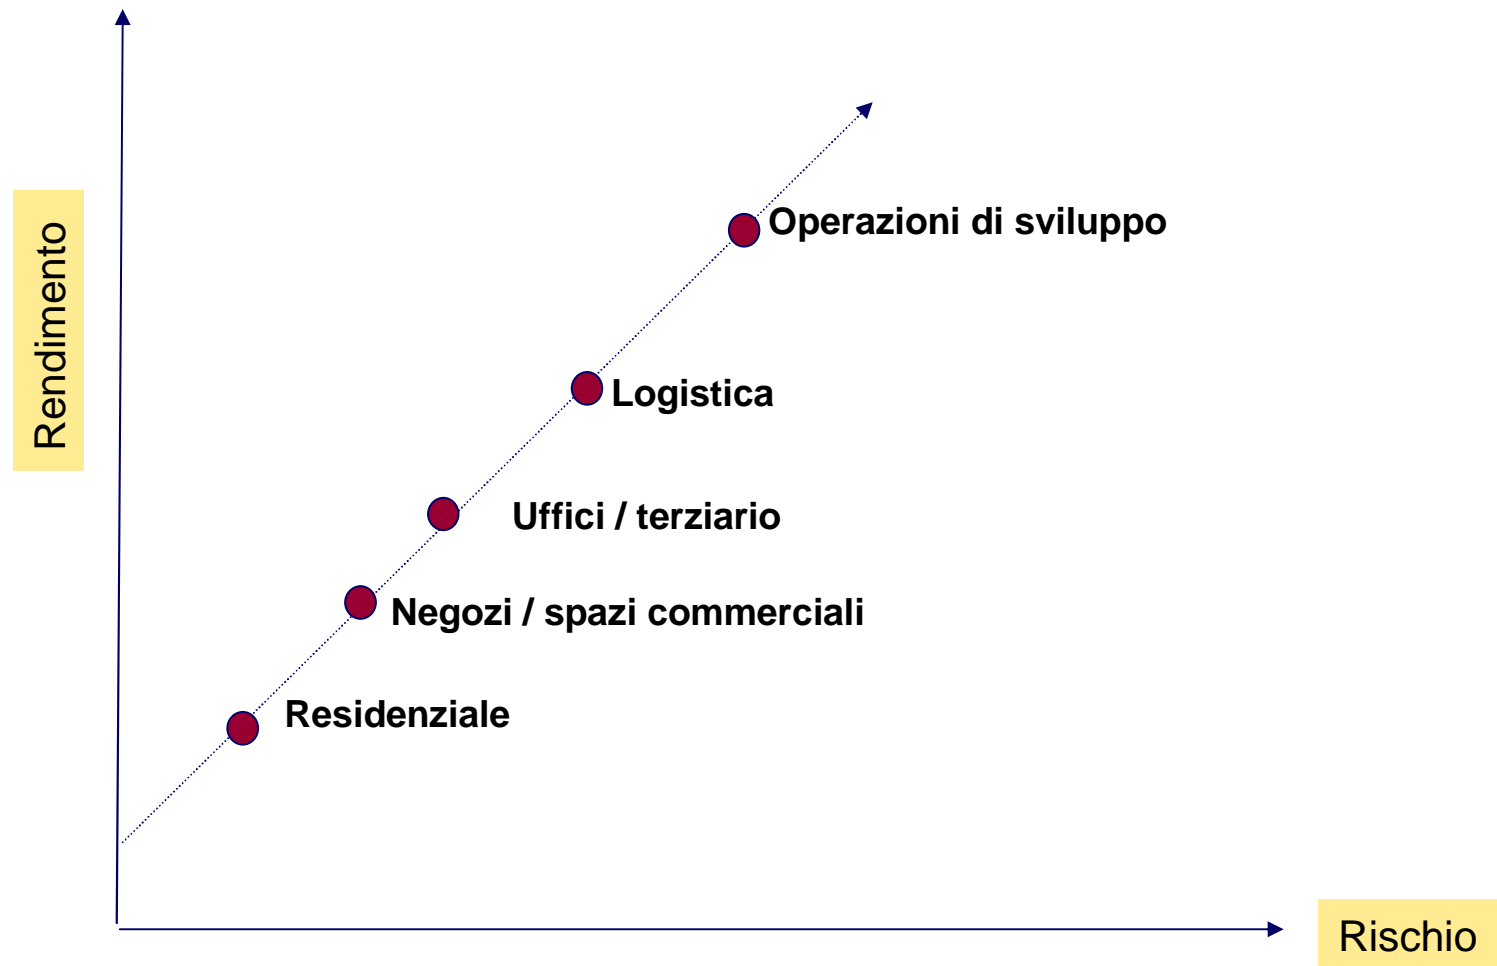 Rendimento
Operazioni di sviluppo
Logistica
Uffici / terziario
Negozi / spazi commerciali
Residenziale
Rischio